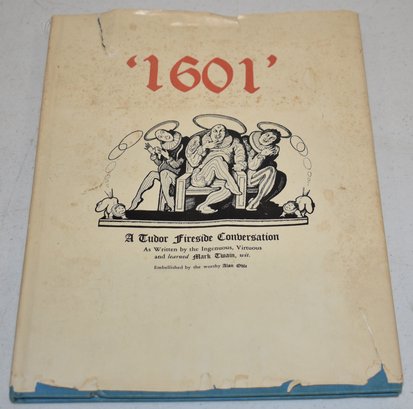 ‘1601’
A Tudor Fireside Conversation
As Written by the Ingenuous, Virtuous
and learned Mark Twain, wit.
Embellished by the worthy Alan Odle